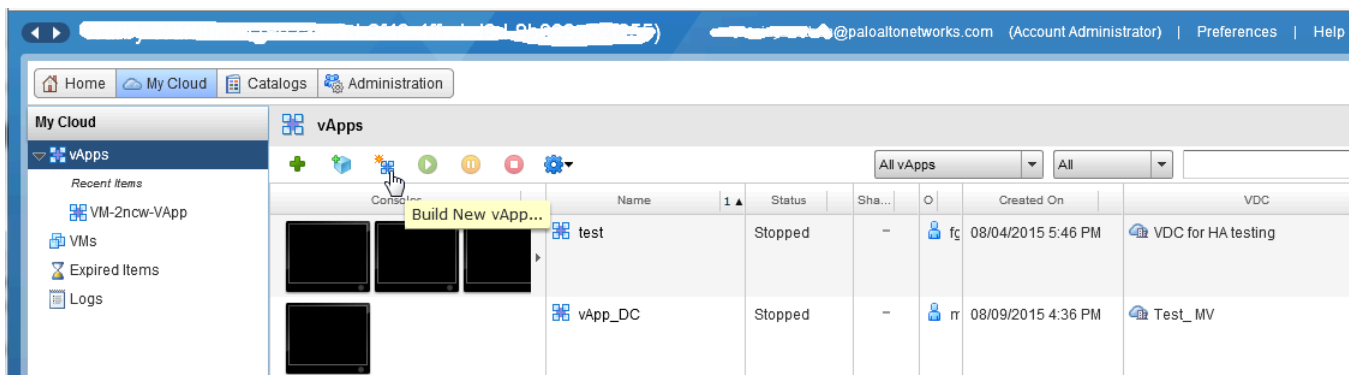 @paloaltonetworks.com (Account Administrator) | Preferences | Help
Home My Cloud Catalogs Administration
My Cloud
vApps
vApps
All vApps All
Recent Items
Build New vApp...
Name 1 Status Sha... O Created On VDC
VM-2ncw-VApp
test Stopped - 08/04/2015 5:46 PM VDC for HA testing
VMs
Expired Items
Logs
vApp_DC Stopped - m 08/09/2015 4:36 PM Test_ MV